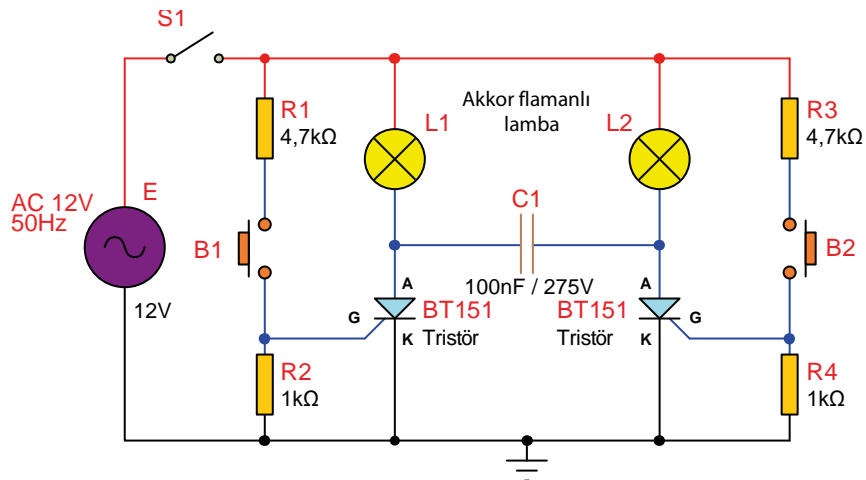 S1
R1
4,7kΩ
L1
Akkor flamanlı
lamba
L2
R3
4,7kΩ
AC 12V
50Hz
E
12V
B1
C1
100nF / 275V
B2
A
G
K
BT151
Tristör
BT151
Tristör
A
K
G
R2
1kΩ
R4
1kΩ